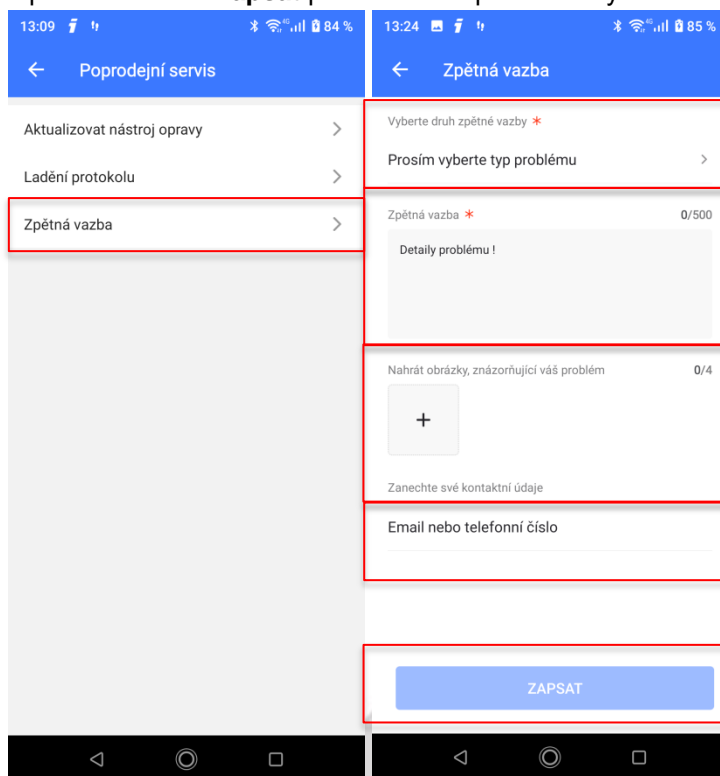 13:09 84 %
Poprodejní servis
Aktualizovat nástroj opravy
Ladění protokolu
Zpětná vazba
13:24 85 %
Zpětná vazba
Vyberte druh zpětné vazby *
Prosím vyberte typ problému
Zpětná vazba * 0/500
Detaily problému !
Nahrát obrázky, znázorňující váš problém 0/4
+
Zanechte své kontaktní údaje
Email nebo telefonní číslo
ZAPSAT